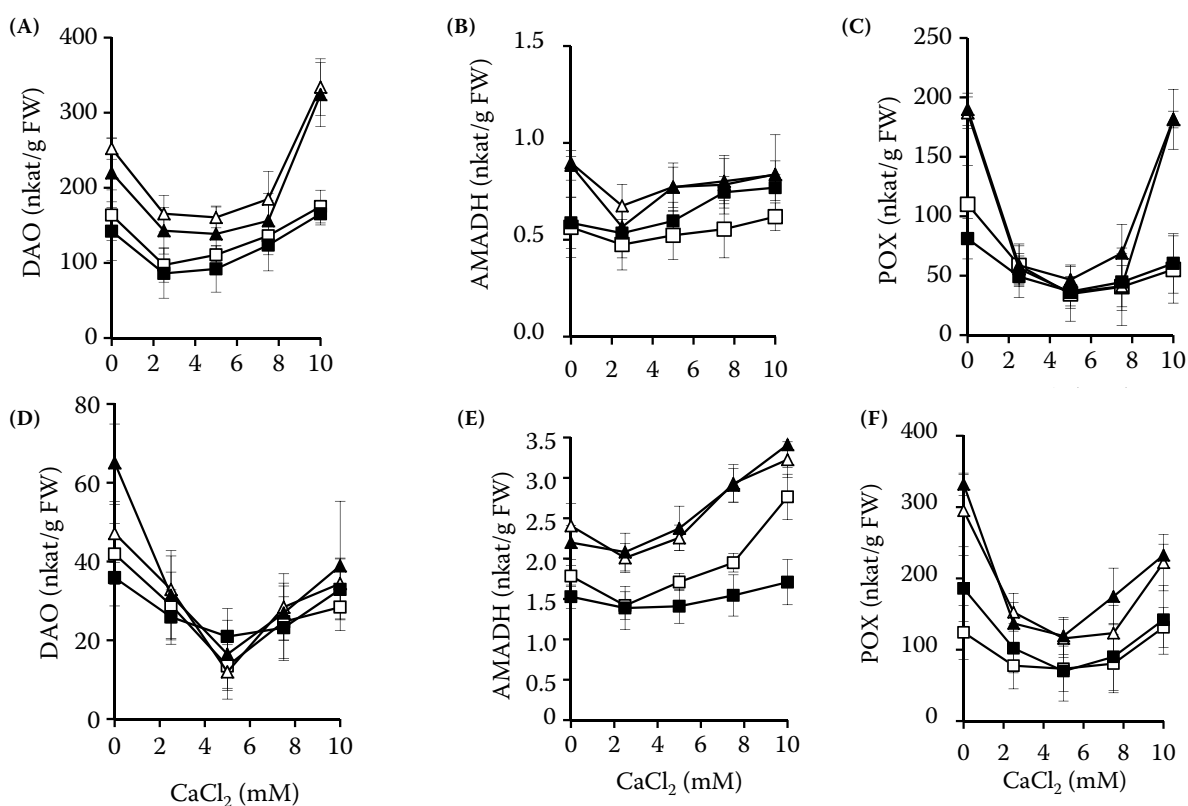 (A)
400
300
200
100
0
DAO (nkat/g FW)
0 2 4 6 8 10
(B)
1.5
1.0
0.5
0.0
AMADH (nkat/g FW)
0 2 4 6 8 10
(C)
250
200
150
100
50
0
POX (nkat/g FW)
0 2 4 6 8 10
(D)
80
60
40
20
0
DAO (nkat/g FW)
0 2 4 6 8 10
CaCl₂ (mM)
(E)
3.5
3.0
2.5
2.0
1.5
1.0
0.5
0
AMADH (nkat/g FW)
0 2 4 6 8 10
CaCl₂ (mM)
(F)
400
300
200
100
0
POX (nkat/g FW)
0 2 4 6 8 10
CaCl₂ (mM)